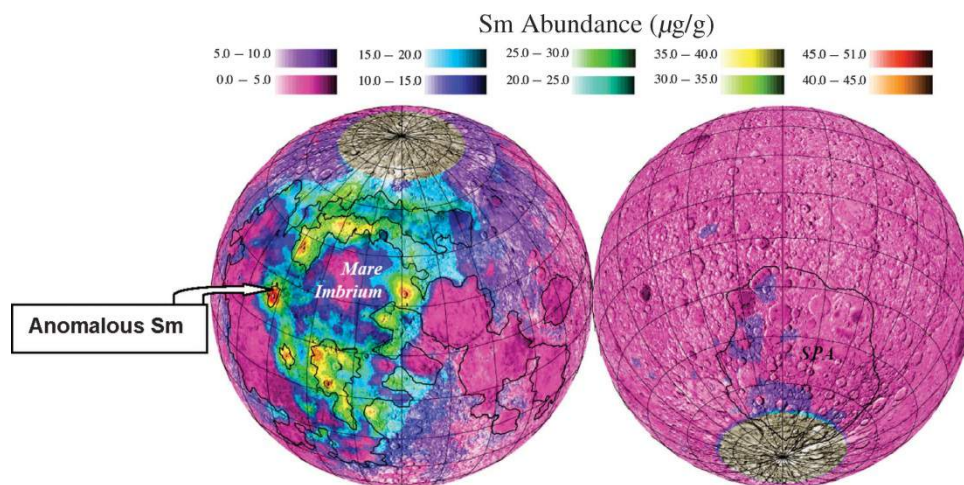 Sm Abundance (μg/g)
5.0 – 10.0 15.0 – 20.0 25.0 – 30.0 35.0 – 40.0 45.0 – 51.0
0.0 – 5.0 10.0 – 15.0 20.0 – 25.0 30.0 – 35.0 40.0 – 45.0
Mare
Imbrium
Anomalous Sm
SPA